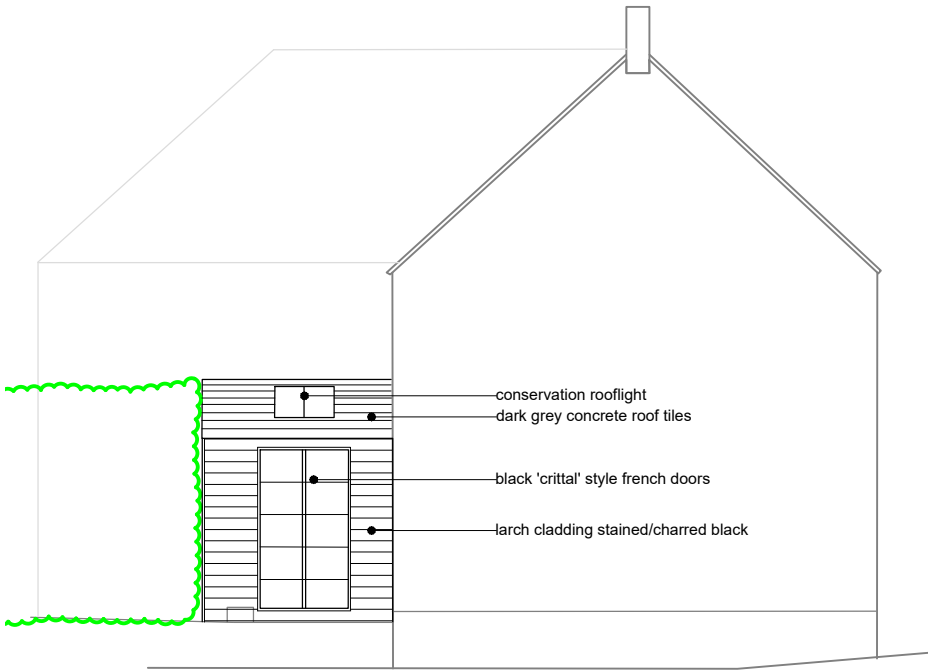 conservation rooflight
dark grey concrete roof tiles
black 'crittal' style french doors
larch cladding stained/charred black